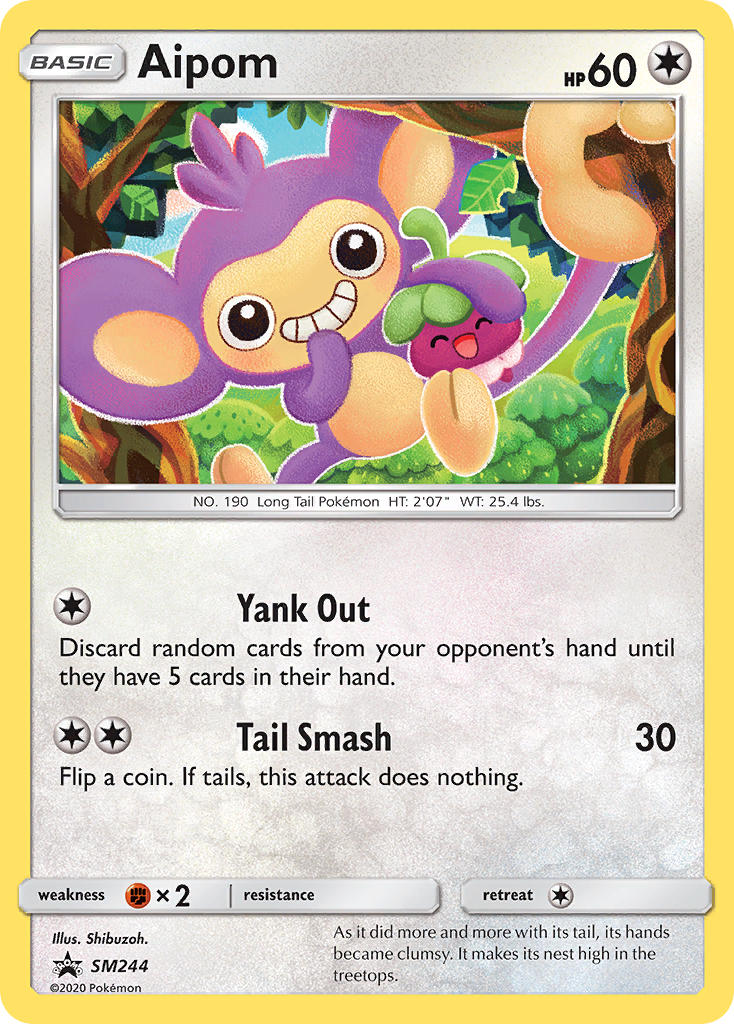 BASIC Aipom HP60
NO. 190 Long Tail Pokémon HT: 2'07" WT: 25.4 lbs.
Yank Out
Discard random cards from your opponent's hand until
they have 5 cards in their hand.
Tail Smash 30
Flip a coin. If tails, this attack does nothing.
weakness ×2 resistance retreat
Illus. Shibuzoh.
PROMO SM244
©2020 Pokémon
As it did more and more with its tail, its hands
became clumsy. It makes its nest high in the
treetops.